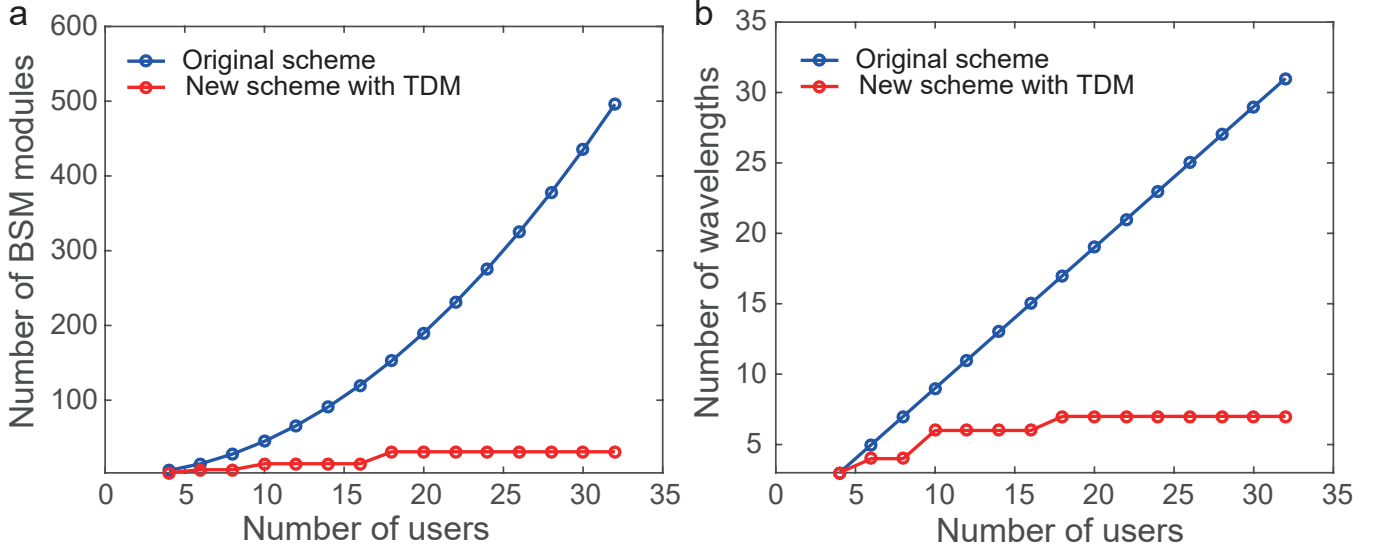 a
Number of BSM modules
600
500
400
300
200
100
0
5
10
15
20
25
30
35
Number of users
Original scheme
New scheme with TDM
b
Number of wavelengths
35
30
25
20
15
10
5
0
5
10
15
20
25
30
35
Number of users
Original scheme
New scheme with TDM